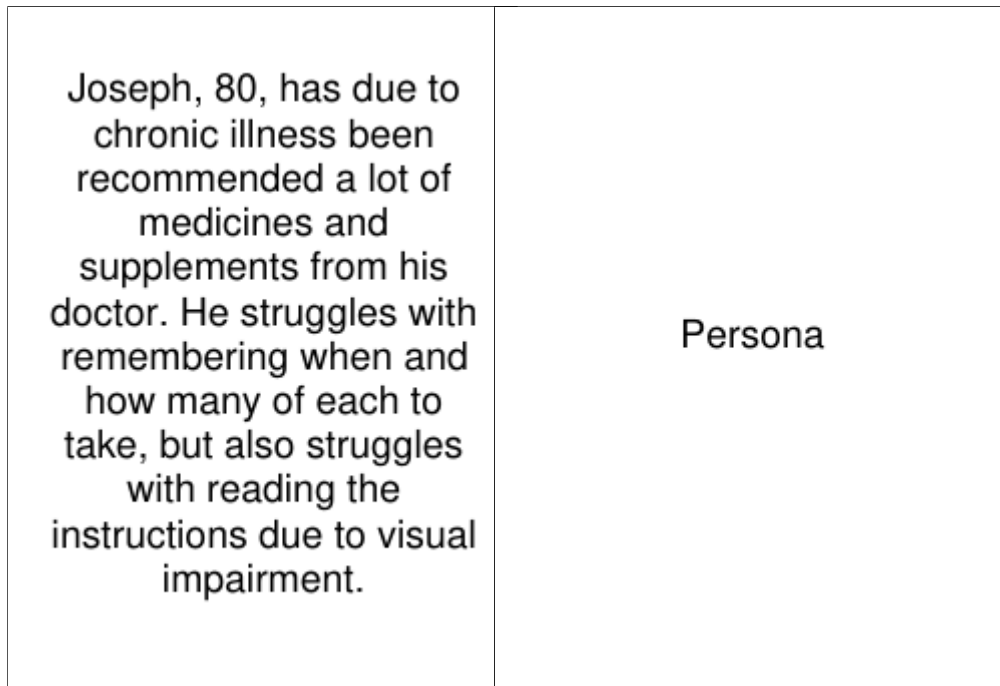 Joseph, 80, has due to
chronic illness been
recommended a lot of
medicines and
supplements from his
doctor. He struggles with
remembering when and
how many of each to
take, but also struggles
with reading the
instructions due to visual
impairment.
Persona